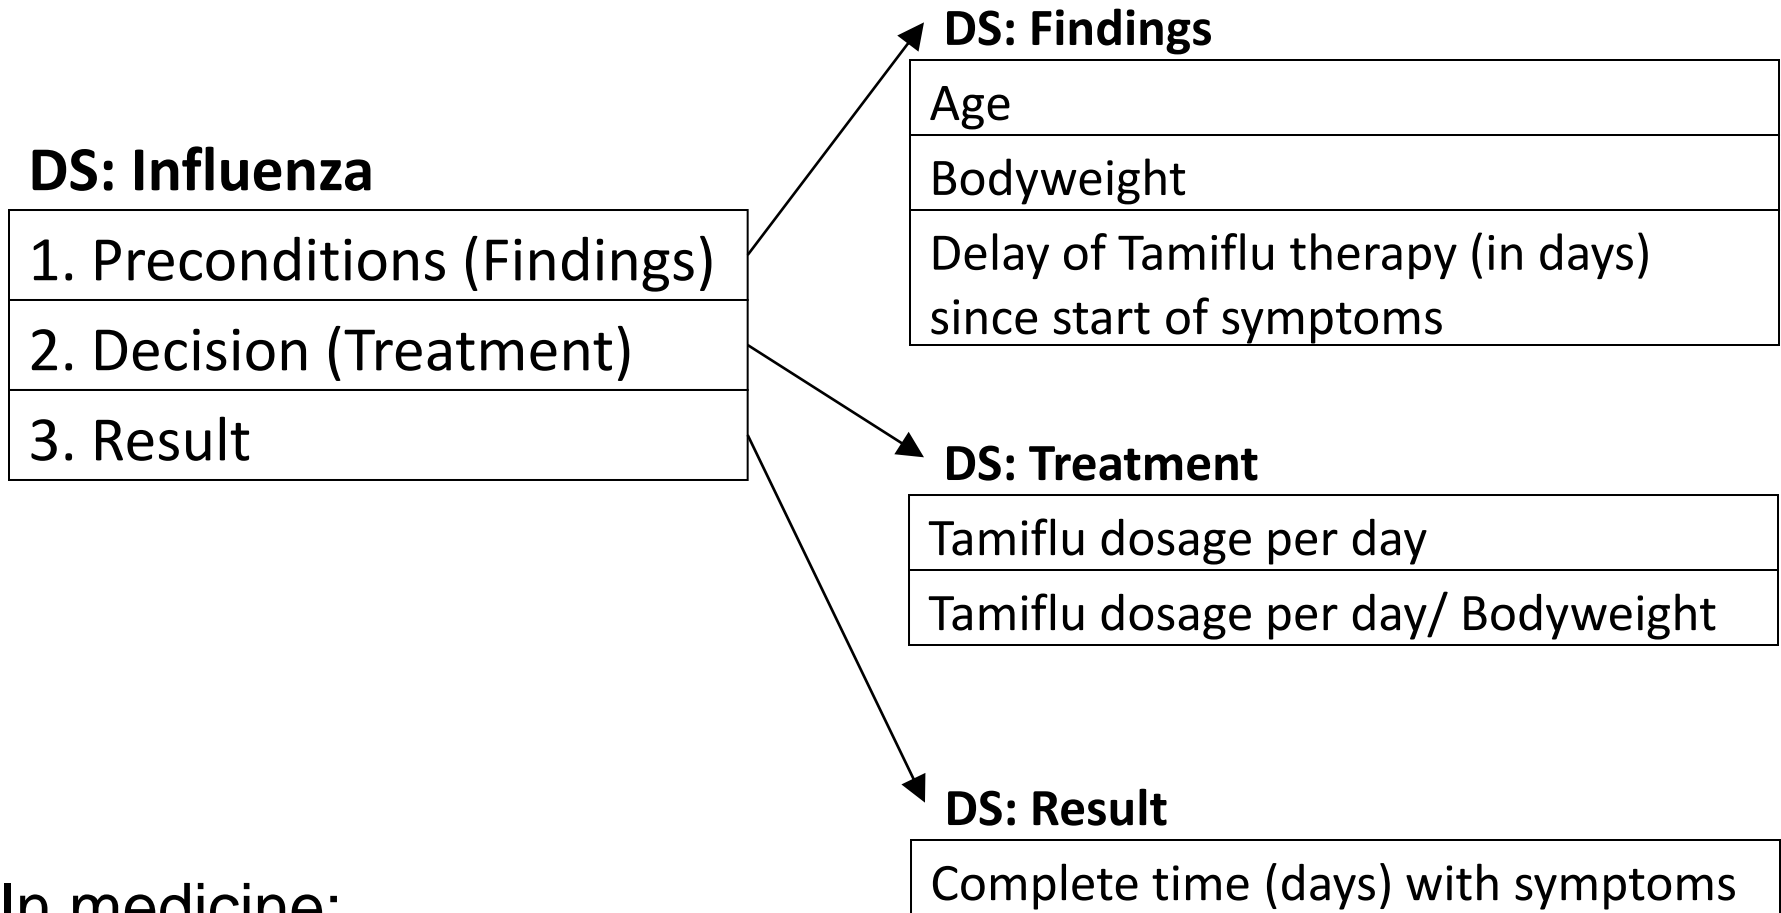 DS: Influenza
1. Preconditions (Findings)
2. Decision (Treatment)
3. Result
DS: Findings
Age
Bodyweight
Delay of Tamiflu therapy (in days)
since start of symptoms
DS: Treatment
Tamiflu dosage per day
Tamiflu dosage per day/ Bodyweight
DS: Result
Complete time (days) with symptoms
In medicine: